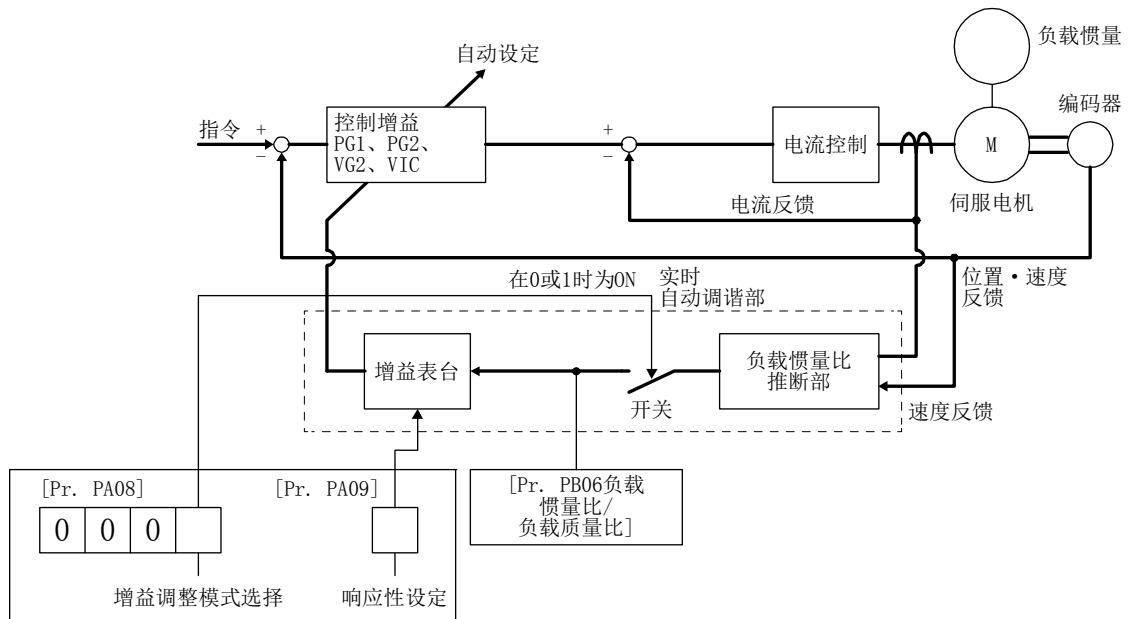 负载惯量
自动设定
编码器
指令
+
−
控制增益
PG1、PG2、
VG2、VIC
+
−
电流控制
M
伺服电机
电流反馈
在0或1时为ON
实时
自动调谐部
位置·速度
反馈
增益表台
开关
负载惯量比
推断部
速度反馈
[Pr. PA08]
0 0 0
增益调整模式选择
[Pr. PA09]
响应性设定
[Pr. PB06负载
惯量比/
负载质量比]